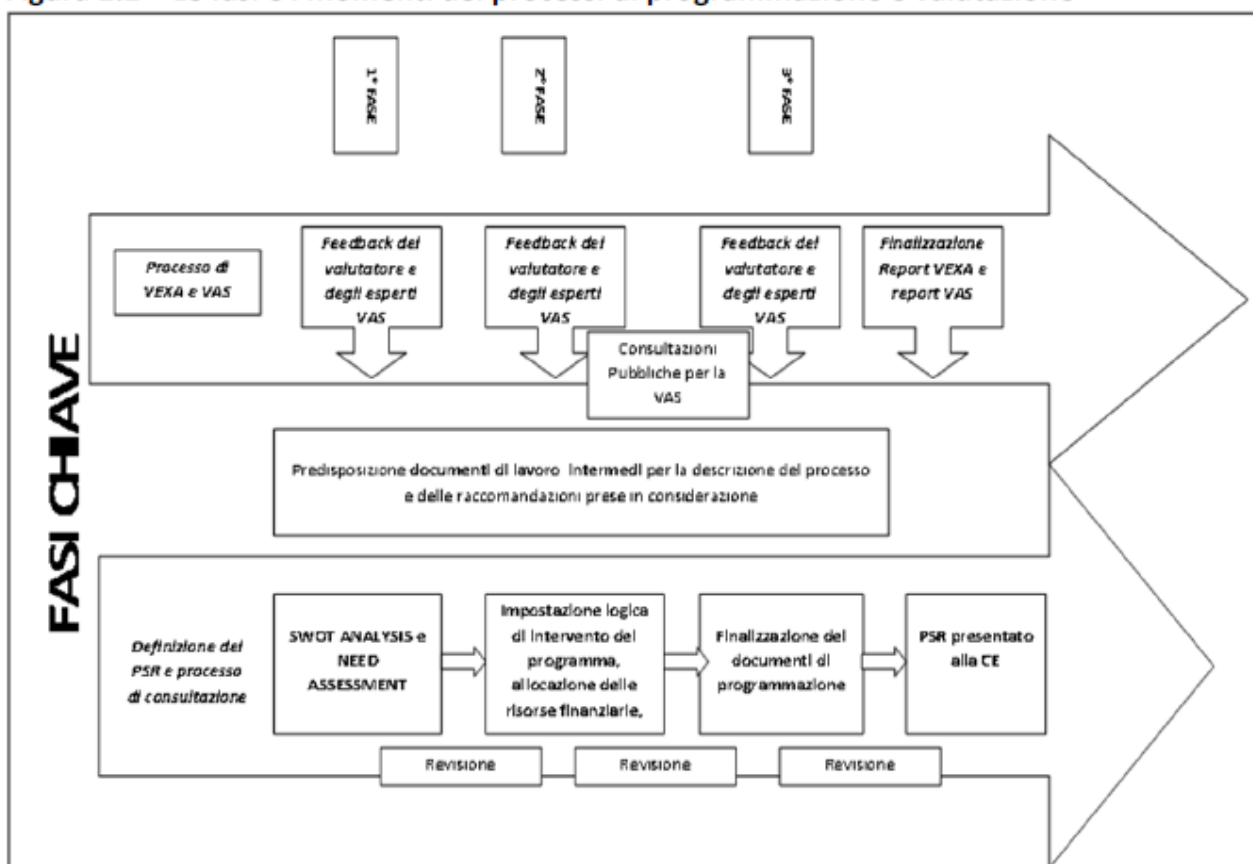 1° FASE
2° FASE
3° FASE
FASI CHIAVE
Processo di
VEXA e VAS
Feedback del
valutatore e
degli esperti
VAS
Feedback del
valutatore e
degli esperti
VAS
Feedback del
valutatore e
degli esperti
VAS
Finalizzazione
Report VEXA e
report VAS
Consultazioni
Pubbliche per la
VAS
Predisposizione documenti di lavoro intermedi per la descrizione del processo
e delle raccomandazioni prese in considerazione
Definizione del
PSR e processo
di consultazione
SWOT ANALYSIS e
NEED
ASSESSMENT
Impostazione logica
di intervento del
programma,
allocazione delle
risorse finanziarie,
Finalizzazione dei
documenti di
programmazione
PSR presentato
alla CE
Revisione
Revisione
Revisione